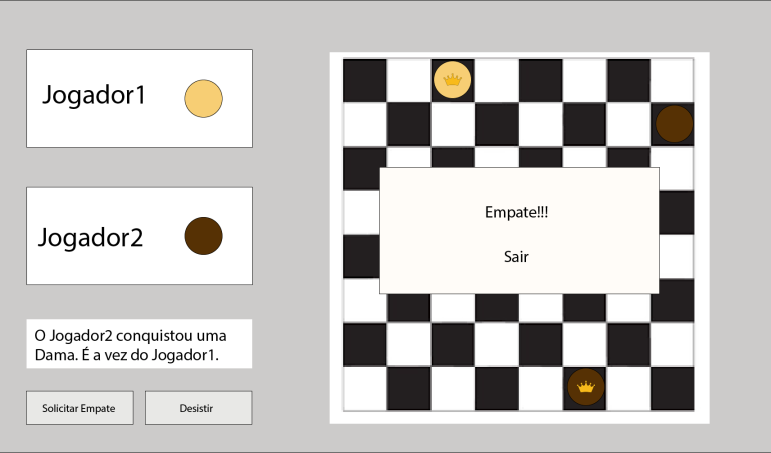 Jogador1
Jogador2
O Jogador2 conquistou uma
Dama. É a vez do Jogador1.
Solicitar Empate
Desistir
Empate!!!
Sair